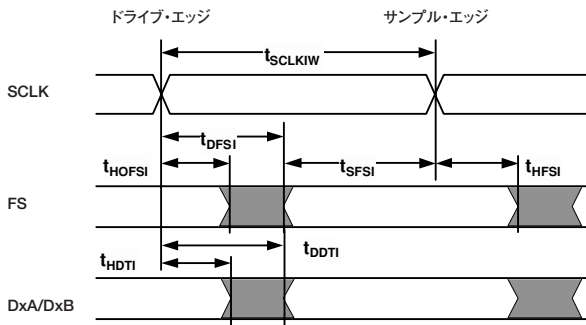 ドライブ・エッジ
サンプル・エッジ
tSCLKIW
SCLK
tDFSI
tHOFSI
tSFSI
tHFSI
FS
tDDTI
tHDTI
DxA/DxB